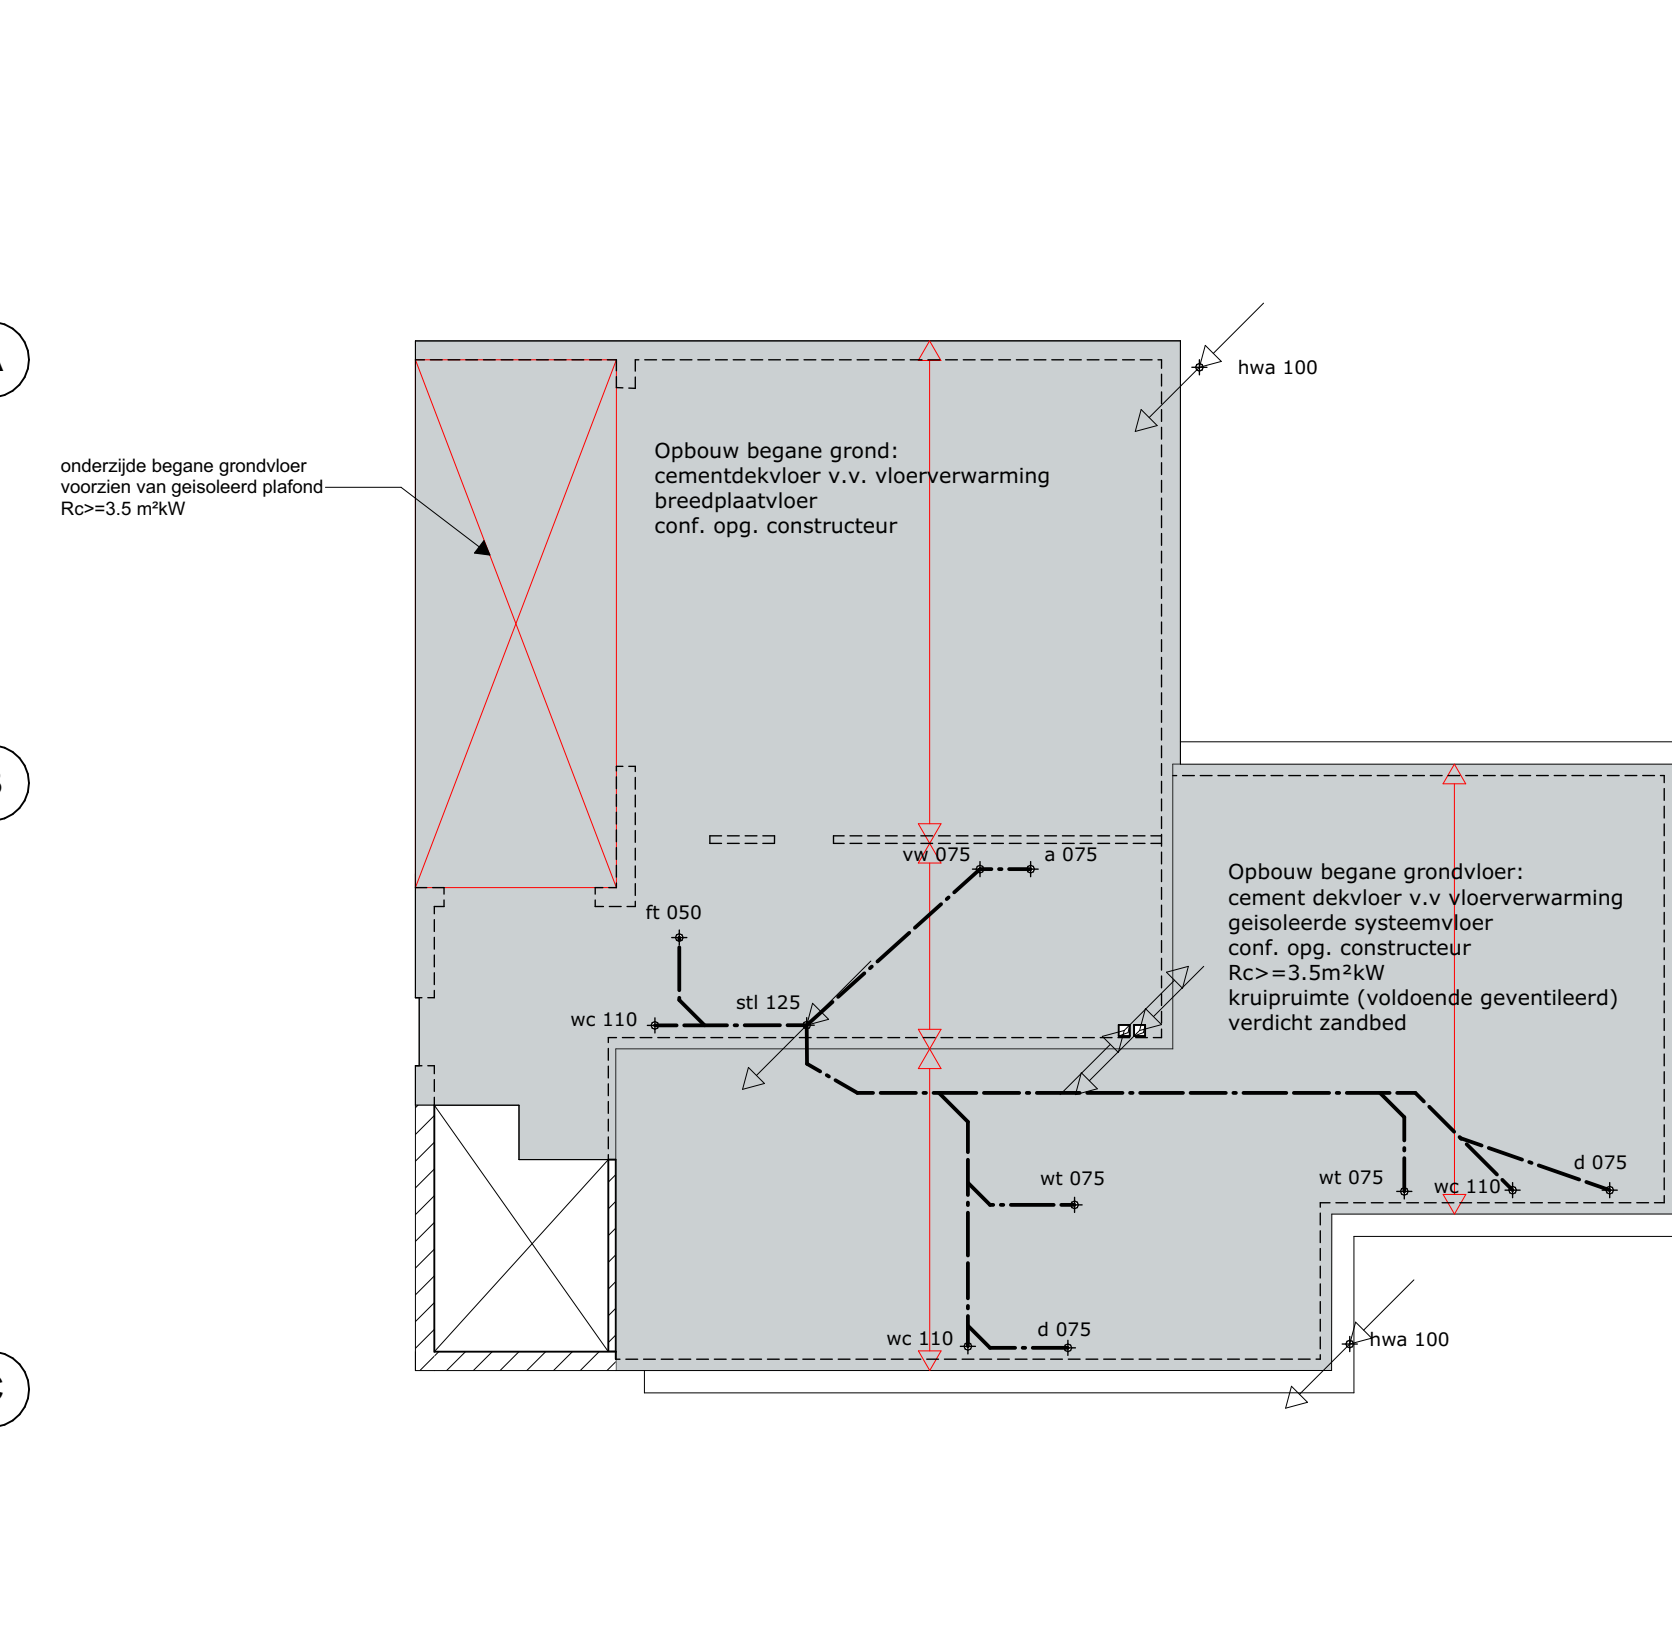 hwa 100
Opbouw begane grond:
cementdekvloer v.v. vloerverwarming
breedplaatvloer
conf. opg. constructeur
onderzijde begane grondvloer
voorzien van geisoleerd plafond
Rc>=3.5 m²kW
vw 075
a 075
Opbouw begane grondvloer:
cement dekvloer v.v vloerverwarming
geisoleerde systeemvloer
conf. opg. constructeur
Rc>=3.5m²kW
kruipruimte (voldoende geventileerd)
verdicht zandbed
ft 050
stl 125
wc 110
wt 075
wt 075
wc 110
d 075
wc 110
d 075
hwa 100